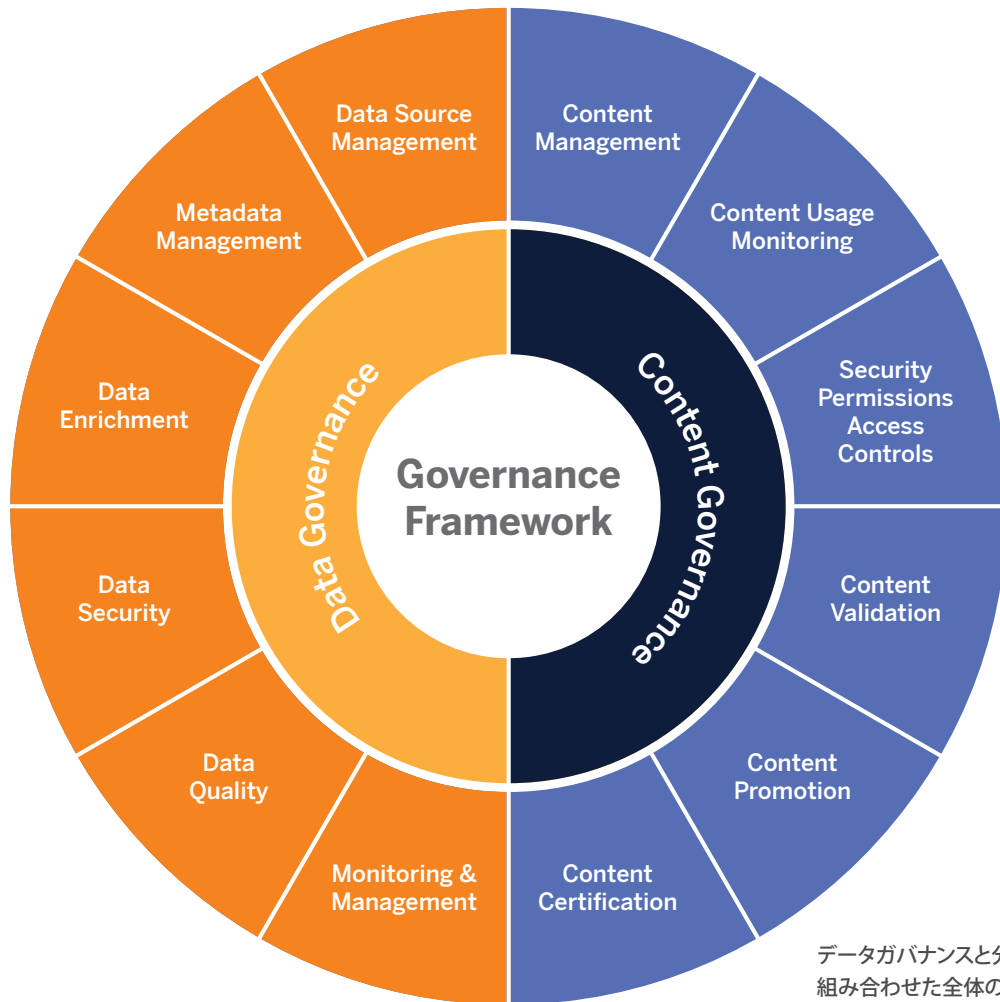 Governance
Framework
Data Governance
Content Governance
Data Source
Management
Metadata
Management
Data
Enrichment
Data
Security
Data
Quality
Monitoring &
Management
Content
Management
Content Usage
Monitoring
Security
Permissions
Access
Controls
Content
Validation
Content
Promotion
Content
Certification
データガバナンスと分
組み合わせた全体の